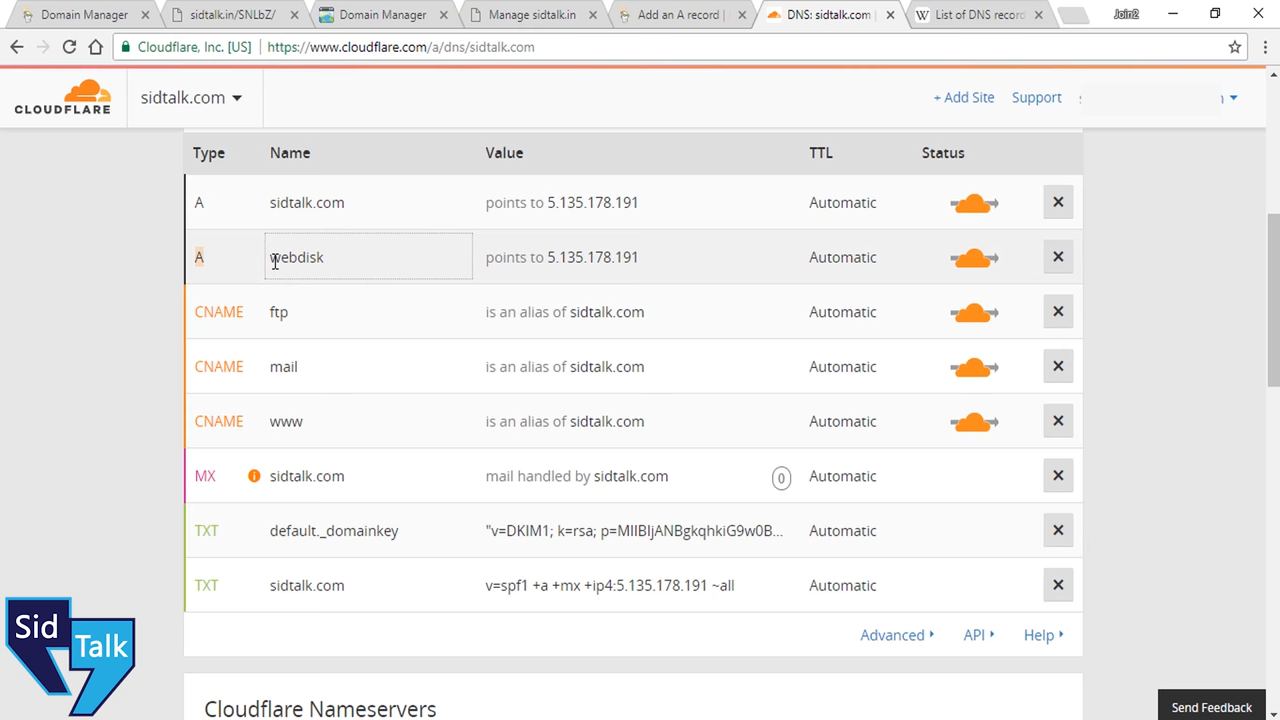 Domain Manager
sidtalk.in/SNLbZ/
Domain Manager
Manage sidtalk.in
Add an A record |
DNS: sidtalk.com |
List of DNS record
Join2
Cloudflare, Inc. [US] https://www.cloudflare.com/a/dns/sidtalk.com
CLOUDFLARE
sidtalk.com
+ Add Site Support
Type Name Value TTL Status
A sidtalk.com points to 5.135.178.191 Automatic
A webdisk points to 5.135.178.191 Automatic
CNAME ftp is an alias of sidtalk.com Automatic
CNAME mail is an alias of sidtalk.com Automatic
CNAME www is an alias of sidtalk.com Automatic
MX sidtalk.com mail handled by sidtalk.com 0 Automatic
TXT default._domainkey "v=DKIM1; k=rsa; p=MIIBIjANBgkqhkiG9w0B... Automatic
TXT sidtalk.com v=spf1 +a +mx +ip4:5.135.178.191 ~all Automatic
Advanced API Help
Cloudflare Nameservers
Sid
Talk
Send Feedback